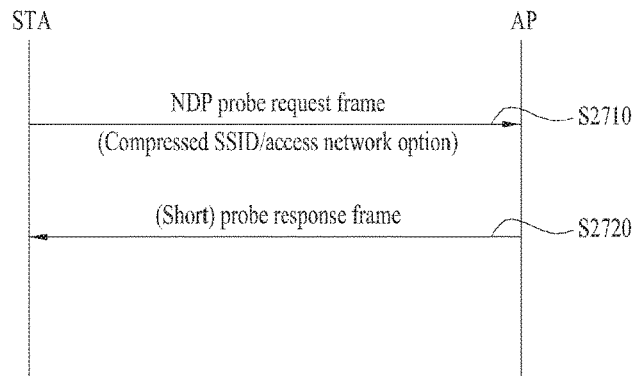 STA
AP
NDP probe request frame
S2710
(Compressed SSID/access network option)
(Short) probe response frame
S2720